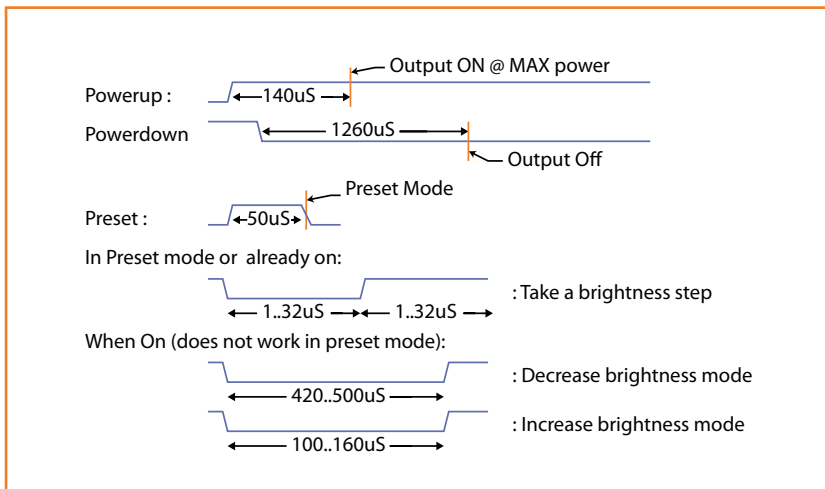 Output ON @ MAX power
Powerup :
140uS
Powerdown
1260uS
Output Off
Preset Mode
Preset :
50uS
In Preset mode or already on:
1..32uS 1..32uS
: Take a brightness step
When On (does not work in preset mode):
: Decrease brightness mode
420..500uS
: Increase brightness mode
100..160uS